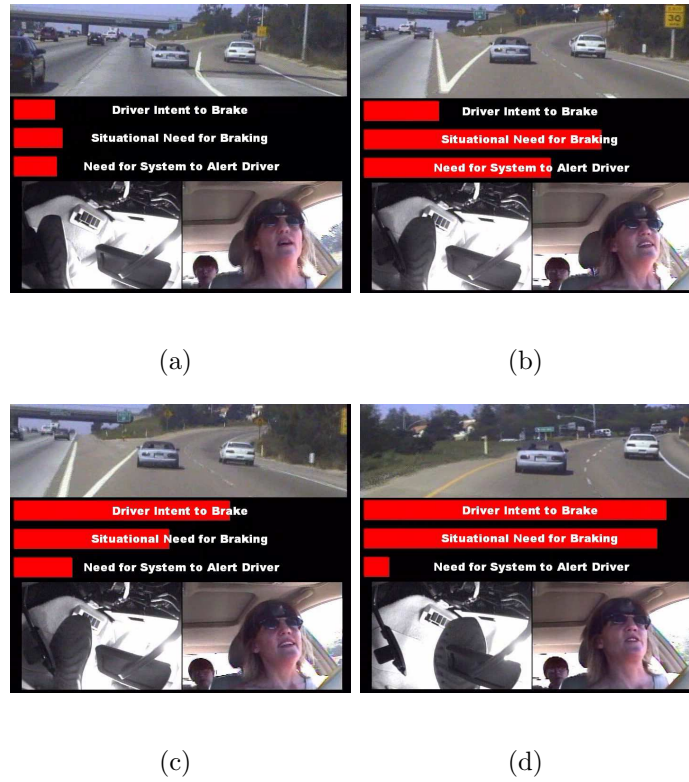 30
Driver Intent to Brake
Situational Need for Braking
Need for System to Alert Driver
Driver Intent to Brake
Situational Need for Braking
Need for System to Alert Driver
(a)
(b)
Driver Intent to Brake
Situational Need for Braking
Need for System to Alert Driver
Driver Intent to Brake
Situational Need for Braking
Need for System to Alert Driver
(c)
(d)